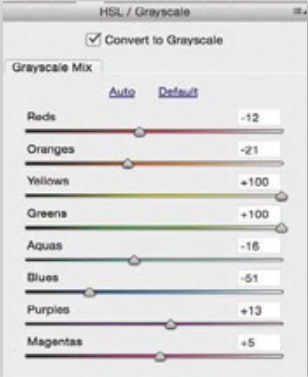 HSL / Grayscale
Convert to Grayscale
Grayscale Mix
Auto Default
Reds -12
Oranges -21
Yellows +100
Greens +100
Aquas -16
Blues -51
Purples +13
Magentas +5